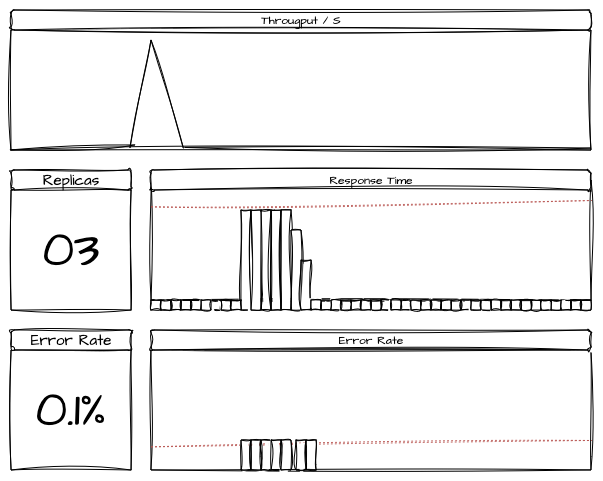 Througput / S
Replicas
Response Time
03
Error Rate
Error Rate
0.1%